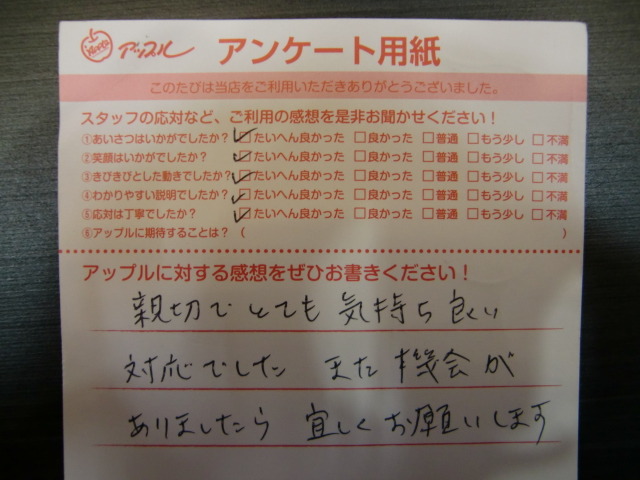 Apple アップル アンケート用紙
このたびは当店をご利用いただきありがとうございました。
スタッフの応対など、ご利用の感想を是非お聞かせください！
①あいさつはいかがでしたか？ ☑たいへん良かった □良かった □普通 □もう少し □不満
②笑顔はいかがでしたか？ ☑たいへん良かった □良かった □普通 □もう少し □不満
③きびきびとした動きでしたか？ ☑たいへん良かった □良かった □普通 □もう少し □不満
④わかりやすい説明でしたか？ ☑たいへん良かった □良かった □普通 □もう少し □不満
⑤応対は丁寧でしたか？ ☑たいへん良かった □良かった □普通 □もう少し □不満
⑥アップルに期待することは？（ ）
アップルに対する感想をぜひお書きください！
親切でとても気持ち良い
対応でした また機会が
ありましたら 宜しくお願いします